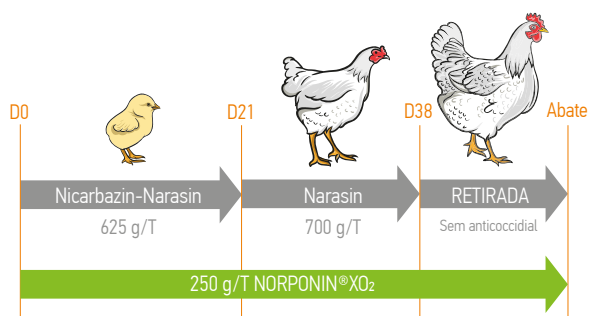 D0
D21
D38
Abate
Nicarbazin-Narasin
Narasin
RETIRADA
625 g/T
700 g/T
Sem anticoccidial
250 g/T NORPONIN®XO₂